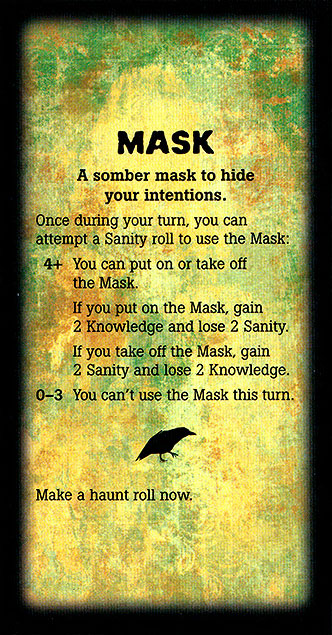 MASK
A somber mask to hide
your intentions.
Once during your turn, you can
attempt a Sanity roll to use the Mask:
4+ You can put on or take off
the Mask.
If you put on the Mask, gain
2 Knowledge and lose 2 Sanity.
If you take off the Mask, gain
2 Sanity and lose 2 Knowledge.
0–3 You can't use the Mask this turn.
Make a haunt roll now.